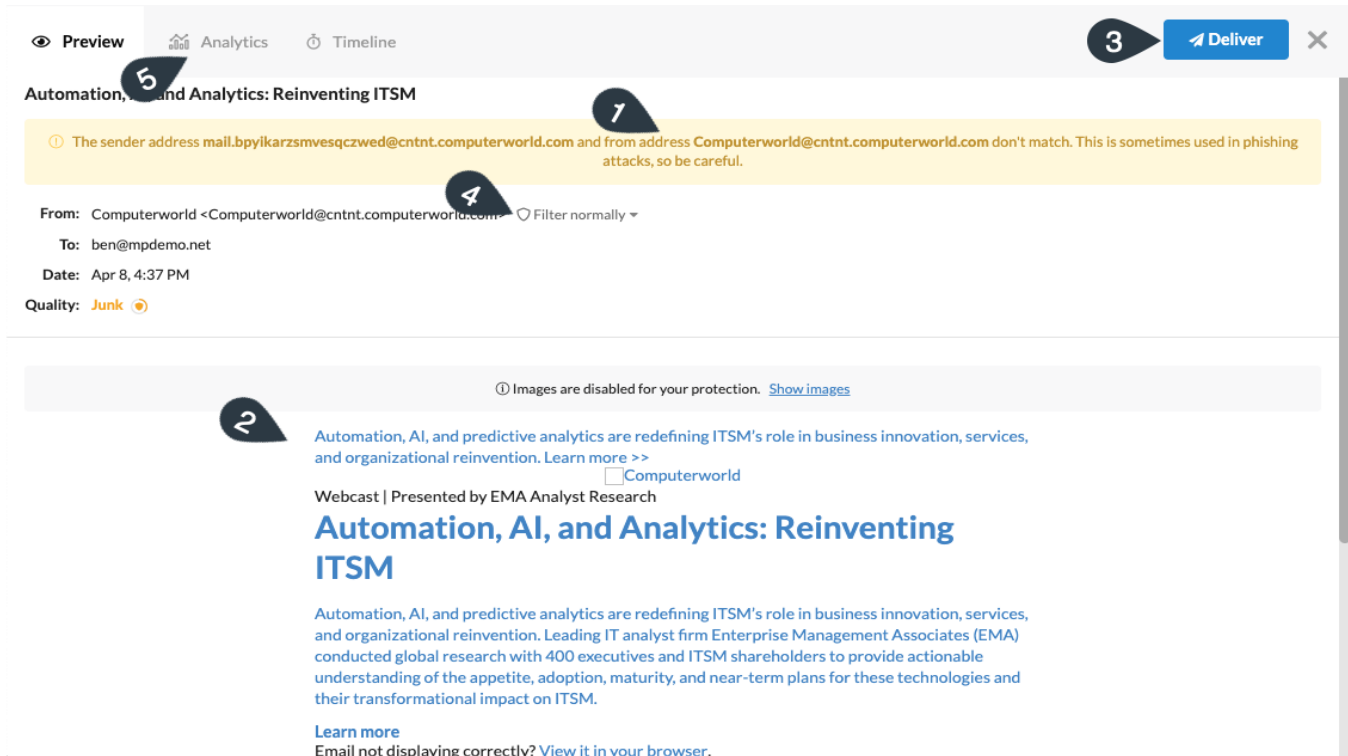 Preview Analytics Timeline 3 Deliver
5
Automation, and Analytics: Reinventing ITSM
1
The sender address mail.bpyikarzsmvesqczwed@cntnt.computerworld.com and from address Computerworld@cntnt.computerworld.com don't match. This is sometimes used in phishing
attacks, so be careful.
4
From: Computerworld <Computerworld@cntnt.computerworld.com> Filter normally
To: ben@mpdemo.net
Date: Apr 8, 4:37 PM
Quality: Junk
Images are disabled for your protection. Show images
2
Automation, AI, and predictive analytics are redefining ITSM's role in business innovation, services,
and organizational reinvention. Learn more >>
Computerworld
Webcast | Presented by EMA Analyst Research
Automation, AI, and Analytics: Reinventing
ITSM
Automation, AI, and predictive analytics are redefining ITSM's role in business innovation, services,
and organizational reinvention. Leading IT analyst firm Enterprise Management Associates (EMA)
conducted global research with 400 executives and ITSM shareholders to provide actionable
understanding of the appetite, adoption, maturity, and near-term plans for these technologies and
their transformational impact on ITSM.
Learn more
Email not displaying correctly? View it in your browser.